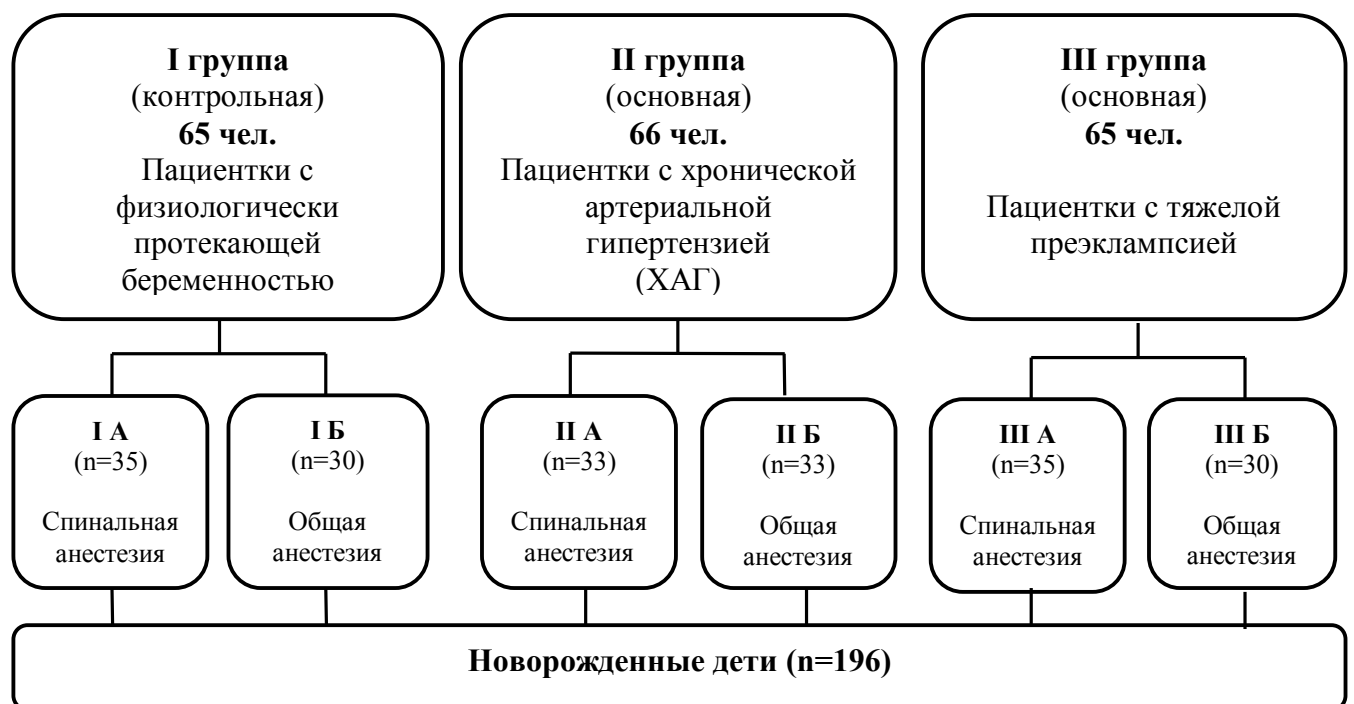 I группа
(контрольная)
65 чел.
Пациентки с
физиологически
протекающей
беременностью
II группа
(основная)
66 чел.
Пациентки с хронической
артериальной
гипертензией
(ХАГ)
III группа
(основная)
65 чел.
Пациентки с тяжелой
преэклампсией
I А
(n=35)
Спинальная
анестезия
I Б
(n=30)
Общая
анестезия
II А
(n=33)
Спинальная
анестезия
II Б
(n=33)
Общая
анестезия
III А
(n=35)
Спинальная
анестезия
III Б
(n=30)
Общая
анестезия
Новорожденные дети (n=196)